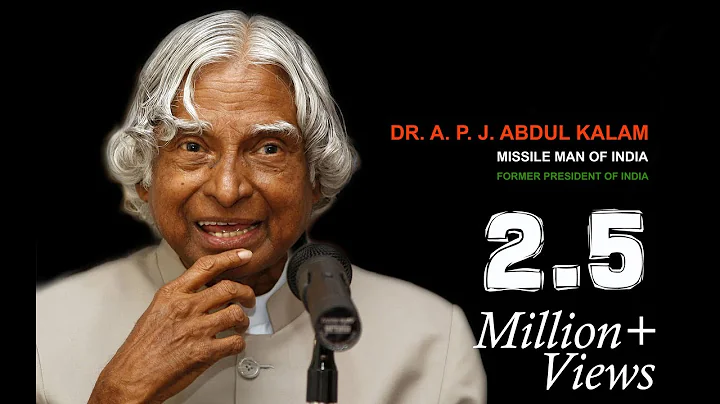 DR. A. P. J. ABDUL KALAM
MISSILE MAN OF INDIA
FORMER PRESIDENT OF INDIA
2.5
Million+
Views